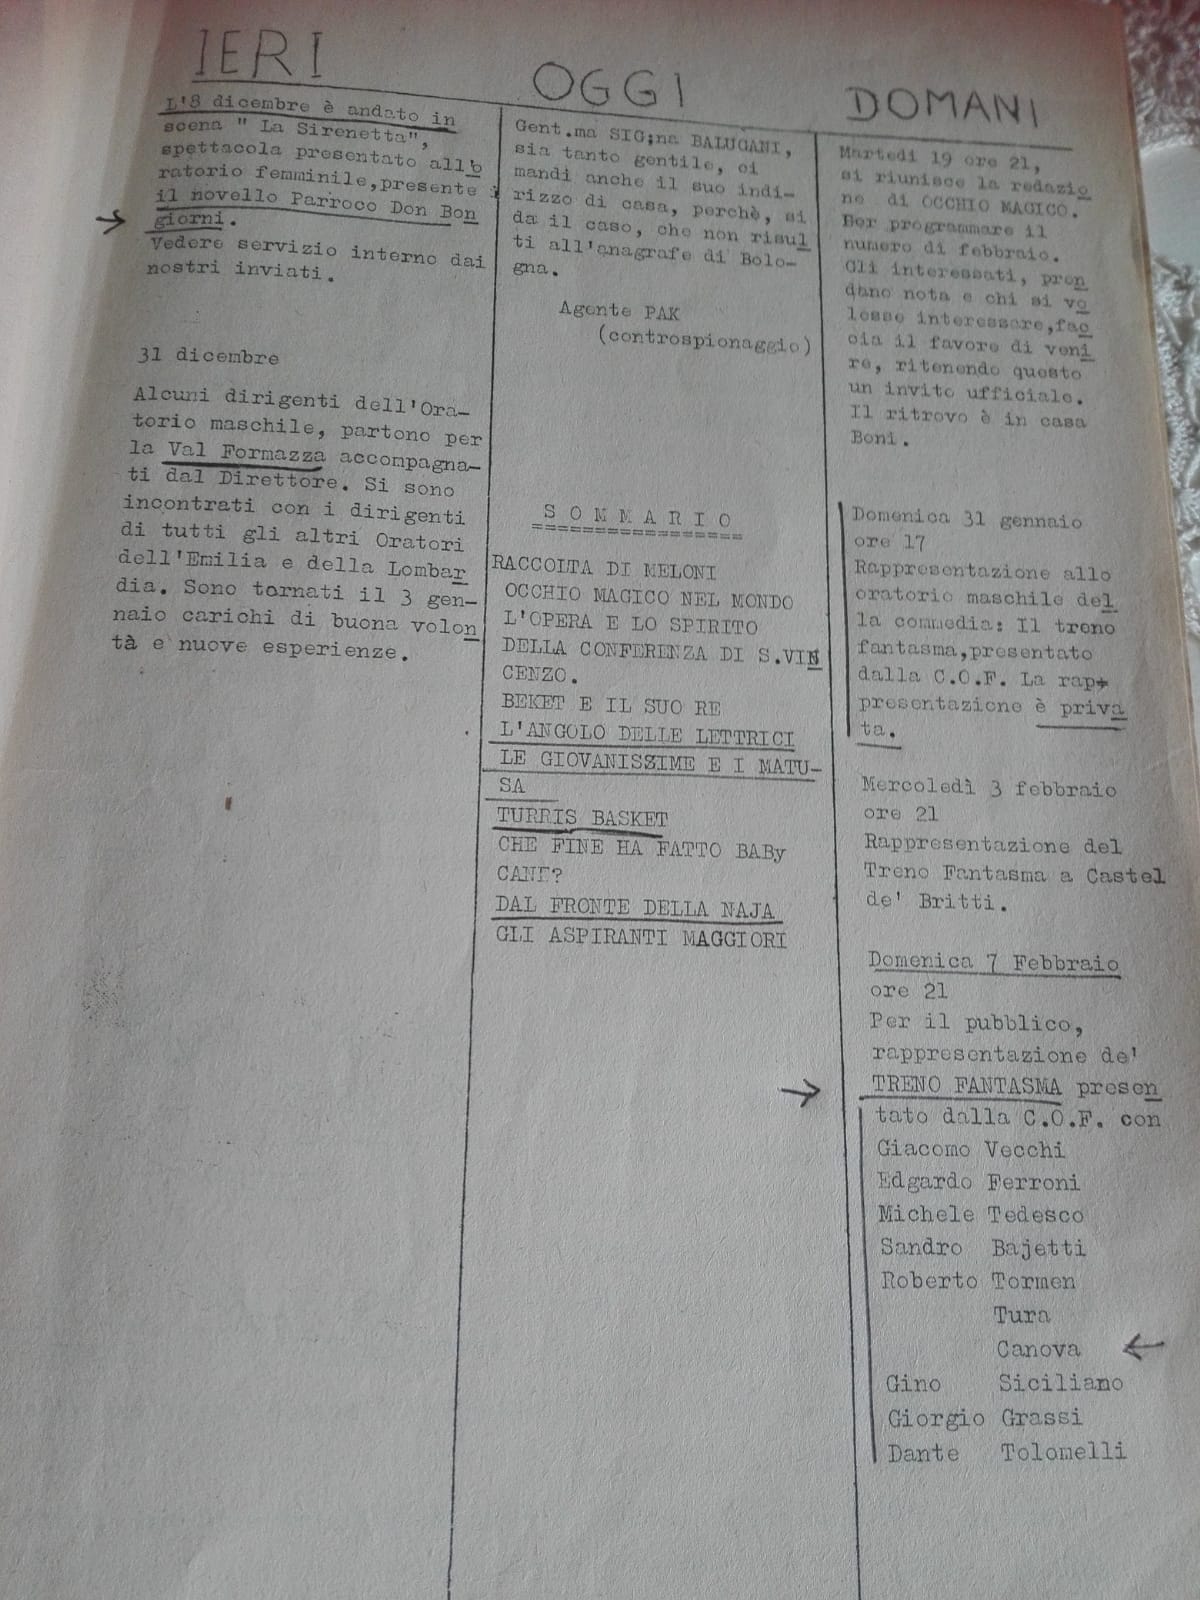 IERI
L'8 dicembre è andato in
scena " La Sirenetta",
spettacola presentato all'o
ratorio femminile,presente
il novello Parroco Don Bon
giorni.
Vedere servizio interno dai
nostri inviati.
31 dicembre
Alcuni dirigenti dell'Ora-
torio maschile, partono per
la Val Formazza accompagna-
ti dal Direttore. Si sono
incontrati con i dirigenti
di tutti gli altri Oratori
dell'Emilia e della Lombar
dia. Sono tornati il 3 gen-
naio carichi di buona volon
tà e nuove esperienze.
OGGI
Gent.ma SIG;na BALUGANI,
sia tanto gentile, ci
mandi anche il suo indi-
rizzo di casa, perchè, si
da il caso, che non risul
ti all'anagrafe di Bolo-
gna.
Agente PAK
(controspionaggio)
S O M M A R I O
================
RACCOLTA DI MELONI
OCCHIO MAGICO NEL MONDO
L'OPERA E LO SPIRITO
DELLA CONFERENZA DI S.VIN
CENZO.
BEKET E IL SUO RE
L'ANGOLO DELLE LETTRICI
LE GIOVANISSIME E I MATU-
SA
TURRIS BASKET
CHE FINE HA FATTO BABy
CANE?
DAL FRONTE DELLA NAJA
GLI ASPIRANTI MAGGIORI
DOMANI
Martedi 19 ore 21,
si riunisce la redazio
ne di OCCHIO MAGICO.
Per programmare il
numero di febbraio.
Gli interessati, pren
dano nota e chi si vo
lesse interessare,fac
cia il favore di veni
re, ritenendo questo
un invito ufficiale.
Il ritrovo è in casa
Boni.
Domenica 31 gennaio
ore 17
Rappresentazione allo
oratorio maschile del
la commedia: Il treno
fantasma,presentato
dalla C.O.F. La rap-
presentazione è priva
ta.
Mercoledì 3 febbraio
ore 21
Rappresentazione del
Treno Fantasma a Castel
de' Britti.
Domenica 7 Febbraio
ore 21
Per il pubblico,
rappresentazione de'
TRENO FANTASMA presen
tato dalla C.O.F. con
Giacomo Vecchi
Edgardo Ferroni
Michele Tedesco
Sandro Bajetti
Roberto Tormen
Tura
Canova
Gino Siciliano
Giorgio Grassi
Dante Tolomelli